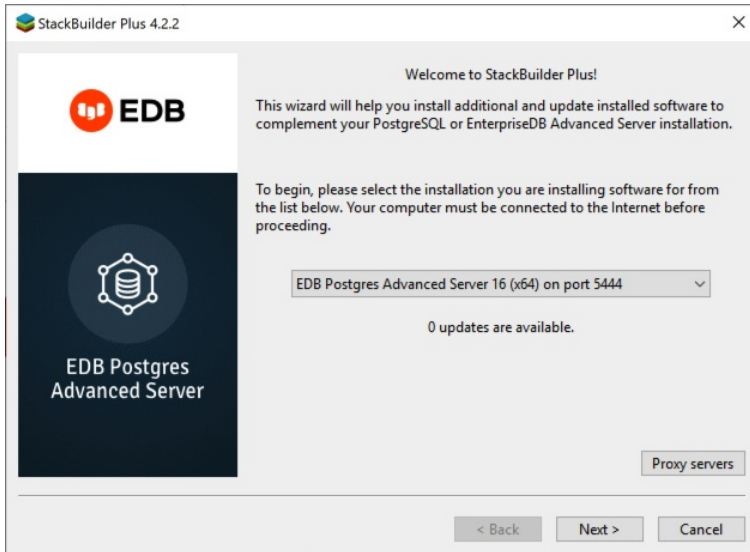 StackBuilder Plus 4.2.2
EDB
EDB Postgres
Advanced Server
Welcome to StackBuilder Plus!
This wizard will help you install additional and update installed software to
complement your PostgreSQL or EnterpriseDB Advanced Server installation.
To begin, please select the installation you are installing software for from
the list below. Your computer must be connected to the Internet before
proceeding.
EDB Postgres Advanced Server 16 (x64) on port 5444
0 updates are available.
Proxy servers
< Back
Next >
Cancel